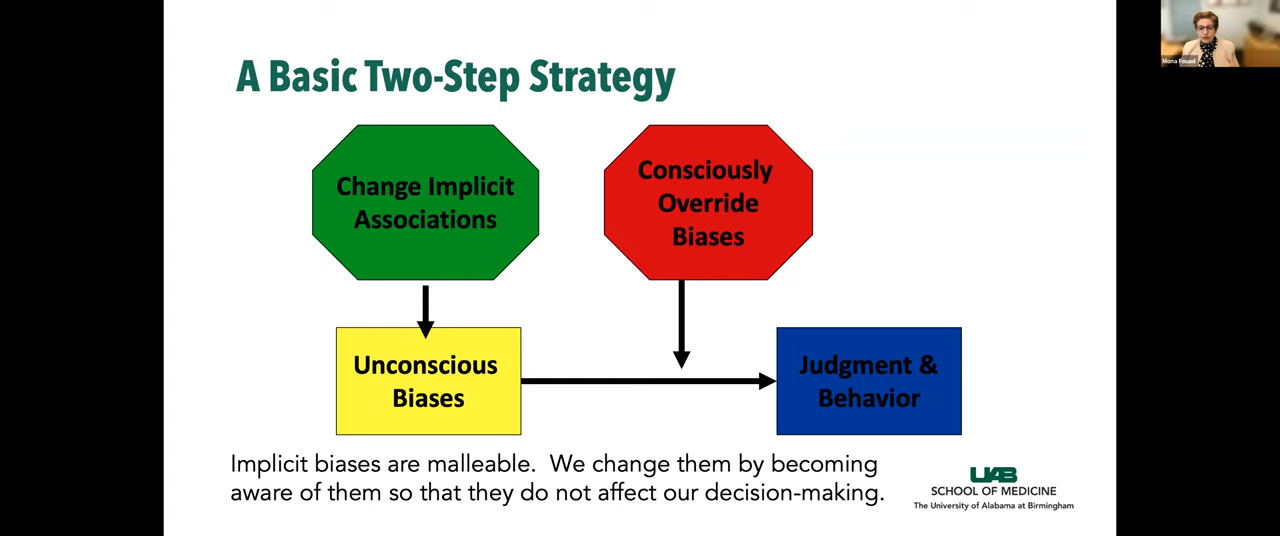 A Basic Two-Step Strategy
Mona Fouad
Change Implicit
Associations
Consciously
Override
Biases
Unconscious
Biases
Judgment &
Behavior
Implicit biases are malleable.  We change them by becoming
aware of them so that they do not affect our decision-making.
UAB
SCHOOL OF MEDICINE
The University of Alabama at Birmingham